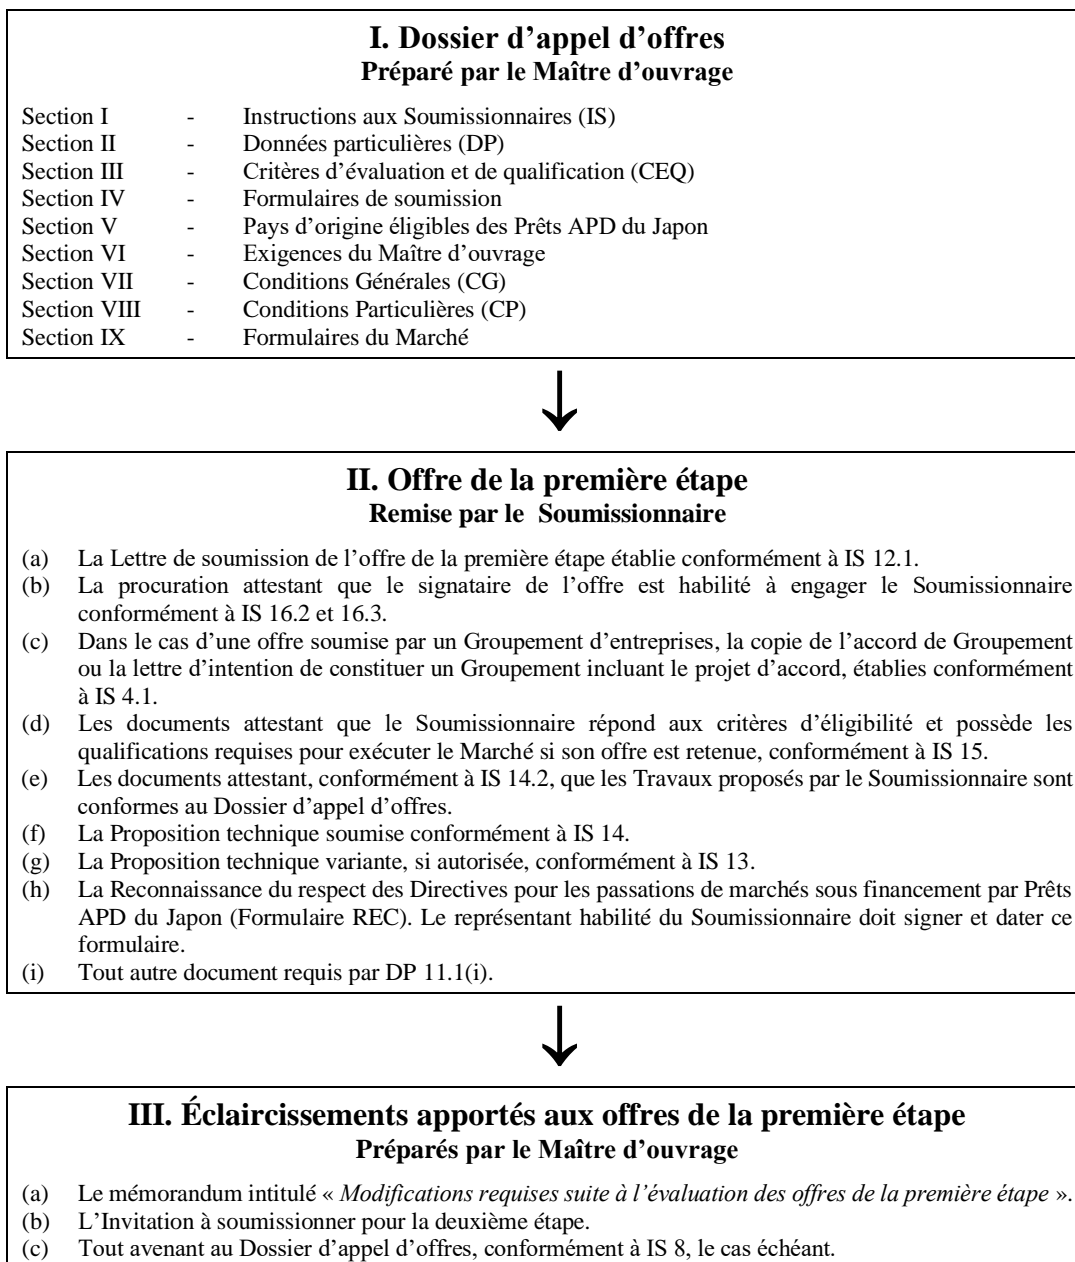 I. Dossier d’appel d’offres
Préparé par le Maître d’ouvrage
Section I - Instructions aux Soumissionnaires (IS)
Section II - Données particulières (DP)
Section III - Critères d’évaluation et de qualification (CEQ)
Section IV - Formulaires de soumission
Section V - Pays d’origine éligibles des Prêts APD du Japon
Section VI - Exigences du Maître d’ouvrage
Section VII - Conditions Générales (CG)
Section VIII - Conditions Particulières (CP)
Section IX - Formulaires du Marché
↓
II. Offre de la première étape
Remise par le Soumissionnaire
(a) La Lettre de soumission de l’offre de la première étape établie conformément à IS 12.1.
(b) La procuration attestant que le signataire de l’offre est habilité à engager le Soumissionnaire
conformément à IS 16.2 et 16.3.
(c) Dans le cas d’une offre soumise par un Groupement d’entreprises, la copie de l’accord de Groupement
ou la lettre d’intention de constituer un Groupement incluant le projet d’accord, établies conformément
à IS 4.1.
(d) Les documents attestant que le Soumissionnaire répond aux critères d’éligibilité et possède les
qualifications requises pour exécuter le Marché si son offre est retenue, conformément à IS 15.
(e) Les documents attestant, conformément à IS 14.2, que les Travaux proposés par le Soumissionnaire sont
conformes au Dossier d’appel d’offres.
(f) La Proposition technique soumise conformément à IS 14.
(g) La Proposition technique variante, si autorisée, conformément à IS 13.
(h) La Reconnaissance du respect des Directives pour les passations de marchés sous financement par Prêts
APD du Japon (Formulaire REC). Le représentant habilité du Soumissionnaire doit signer et dater ce
formulaire.
(i) Tout autre document requis par DP 11.1(i).
↓
III. Éclaircissements apportés aux offres de la première étape
Préparés par le Maître d’ouvrage
(a) Le mémorandum intitulé « Modifications requises suite à l’évaluation des offres de la première étape ».
(b) L’Invitation à soumissionner pour la deuxième étape.
(c) Tout avenant au Dossier d’appel d’offres, conformément à IS 8, le cas échéant.